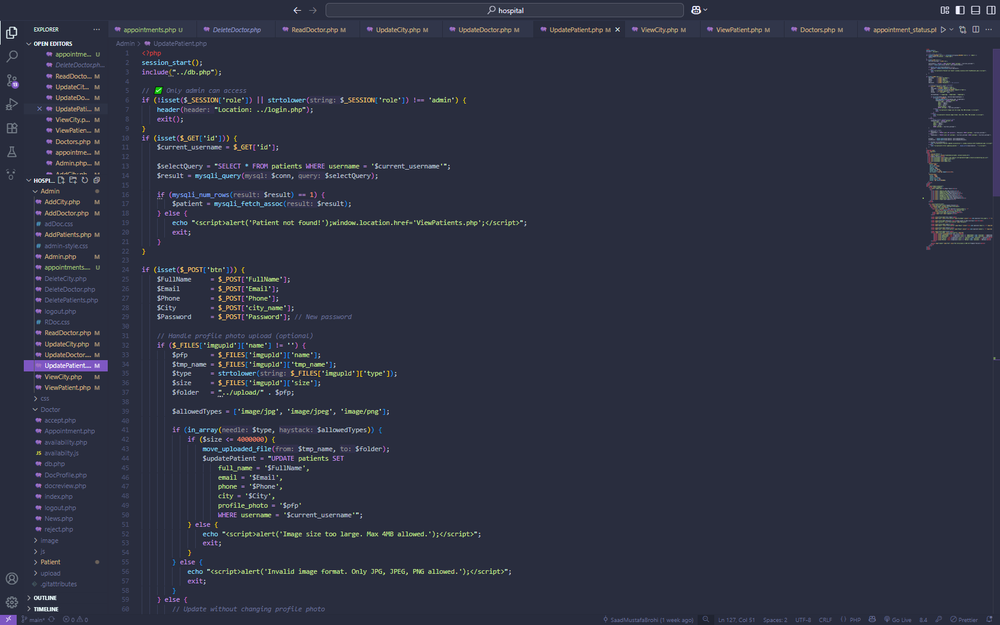 hospital
EXPLORER
appointments.php U
DeleteDoctor.php
ReadDoctor.php M
UpdateCity.php M
UpdateDoctor.php M
UpdatePatient.php M
ViewCity.php M
ViewPatient.php M
Doctors.php M
appointment_status.pl
OPEN EDITORS
appointme... U
DeleteDoctor.ph...
ReadDocto... M
UpdateCit... M
UpdateDo... M
UpdatePati... M
ViewCity.p... M
ViewPatien... M
Doctors.php M
appointme... M
Admin.php... M
AddCity.ph... M
HOSPI...
Admin
AddCity.php M
AddDoctor.php M
# adDoc.css
AddPatients.php M
# admin-style.css
Admin.php M
appointments.... U
DeleteCity.php
DeleteDoctor.php
DeletePatients.php
logout.php
# RDoc.css
ReadDoctor.php M
UpdateCity.php M
UpdateDoctor.... M
UpdatePatient.... M
ViewCity.php M
ViewPatient.php M
css
Doctor
accept.php
Appointment.php
availability.php
JS availabilty.js
db.php
DocProfile.php
docreview.php
index.php
logout.php
News.php
reject.php
image
js
Patient
upload
.gitattributes
OUTLINE
TIMELINE
Admin > UpdatePatient.php
1 <?php
2 session_start();
3 include("../db.php");
4
5 // ✅ Only admin can access
6 if (!isset($_SESSION['role']) || strtolower(string: $_SESSION['role']) !== 'admin') {
7 header(header: "Location: ../login.php");
8 exit();
9 }
10 if (isset($_GET['id'])) {
11 $current_username = $_GET['id'];
12
13 $selectQuery = "SELECT * FROM patients WHERE username = '$current_username'";
14 $result = mysqli_query(mysql: $conn, query: $selectQuery);
15
16 if (mysqli_num_rows(result: $result) == 1) {
17 $patient = mysqli_fetch_assoc(result: $result);
18 } else {
19 echo "<script>alert('Patient not found!');window.location.href='ViewPatients.php';</script>";
20 exit;
21 }
22 }
23
24 if (isset($_POST['btn'])) {
25 $FullName = $_POST['FullName'];
26 $Email = $_POST['Email'];
27 $Phone = $_POST['Phone'];
28 $City = $_POST['city_name'];
29 $Password = $_POST['Password']; // New password
30
31 // Handle profile photo upload (optional)
32 if ($_FILES['imgupld']['name'] != '') {
33 $pfp = $_FILES['imgupld']['name'];
34 $tmp_name = $_FILES['imgupld']['tmp_name'];
35 $type = strtolower(string: $_FILES['imgupld']['type']);
36 $size = $_FILES['imgupld']['size'];
37 $folder = "../upload/" . $pfp;
38
39 $allowedTypes = ['image/jpg', 'image/jpeg', 'image/png'];
40
41 if (in_array(needle: $type, haystack: $allowedTypes)) {
42 if ($size <= 4000000) {
43 move_uploaded_file(from: $tmp_name, to: $folder);
44 $updatePatient = "UPDATE patients SET
45 full_name = '$FullName',
46 email = '$Email',
47 phone = '$Phone',
48 city = '$City',
49 profile_photo = '$pfp'
50 WHERE username = '$current_username'";
51 } else {
52 echo "<script>alert('Image size too large. Max 4MB allowed.');</script>";
53 exit;
54 }
55 } else {
56 echo "<script>alert('Invalid image format. Only JPG, JPEG, PNG allowed.');</script>";
57 exit;
58 }
59 } else {
60 // Update without changing profile photo
main*
0 0
SaadMustafaBrohi (1 week ago)
Ln 127, Col 51
Spaces: 2
UTF-8
CRLF
{} PHP
Go Live
8.4
Prettier
13